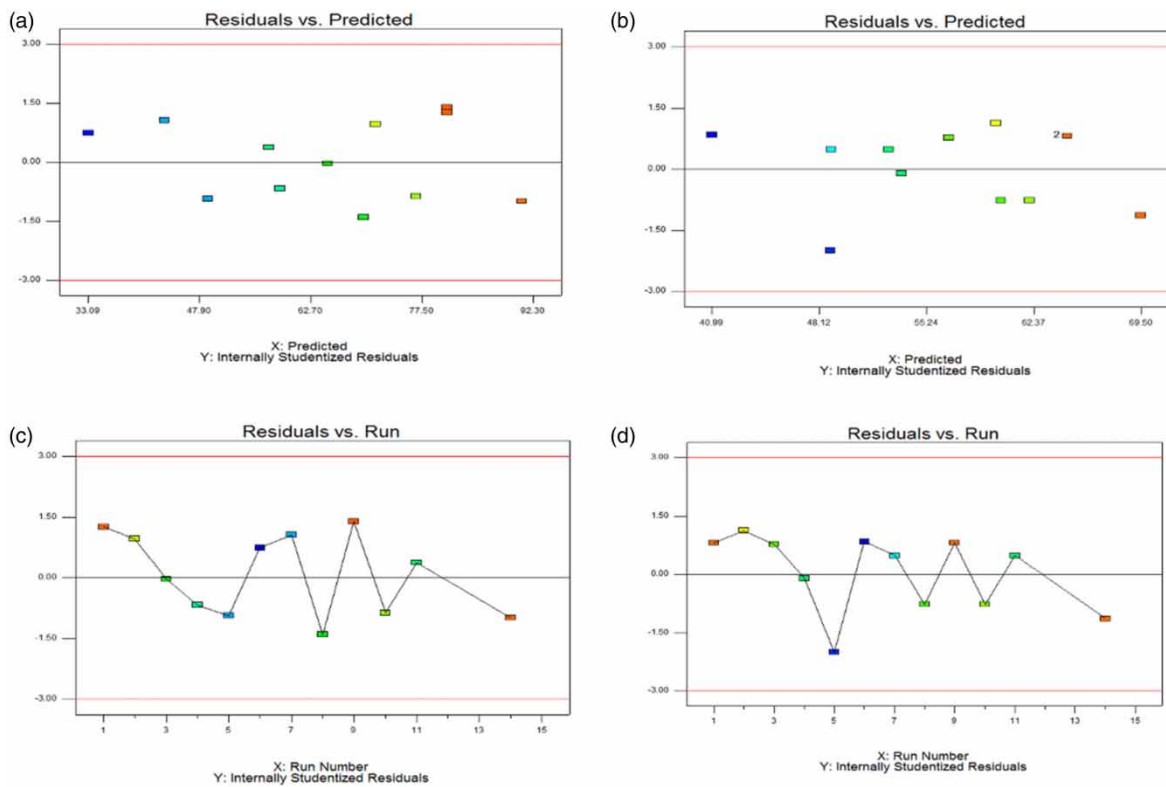 (a)
Residuals vs. Predicted
3.00
1.50
0.00
-1.50
-3.00
33.09 47.90 62.70 77.50 92.30
X: Predicted
Y: Internally Studentized Residuals
(b)
Residuals vs. Predicted
3.00
1.50
0.00
-1.50
-3.00
2
40.99 48.12 55.24 62.37 69.50
X: Predicted
Y: Internally Studentized Residuals
(c)
Residuals vs. Run
3.00
1.50
0.00
-1.50
-3.00
1 3 5 7 9 11 13 15
X: Run Number
Y: Internally Studentized Residuals
(d)
Residuals vs. Run
3.00
1.50
0.00
-1.50
-3.00
1 3 5 7 9 11 13 15
X: Run Number
Y: Internally Studentized Residuals